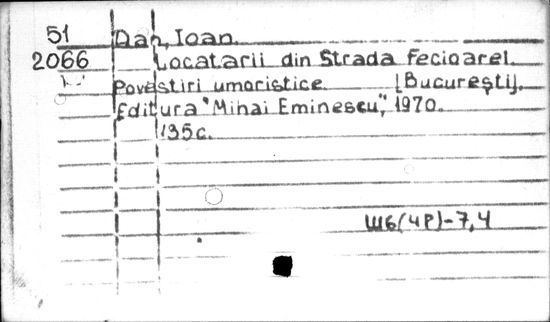 51 Dan, Ioan.
2066 Locatarii din Strada Fecioarei.
Povestiri umoristice. [București].
Editura "Mihai Eminescu", 1970.
135 с.
Ш6(4Р)-7,4